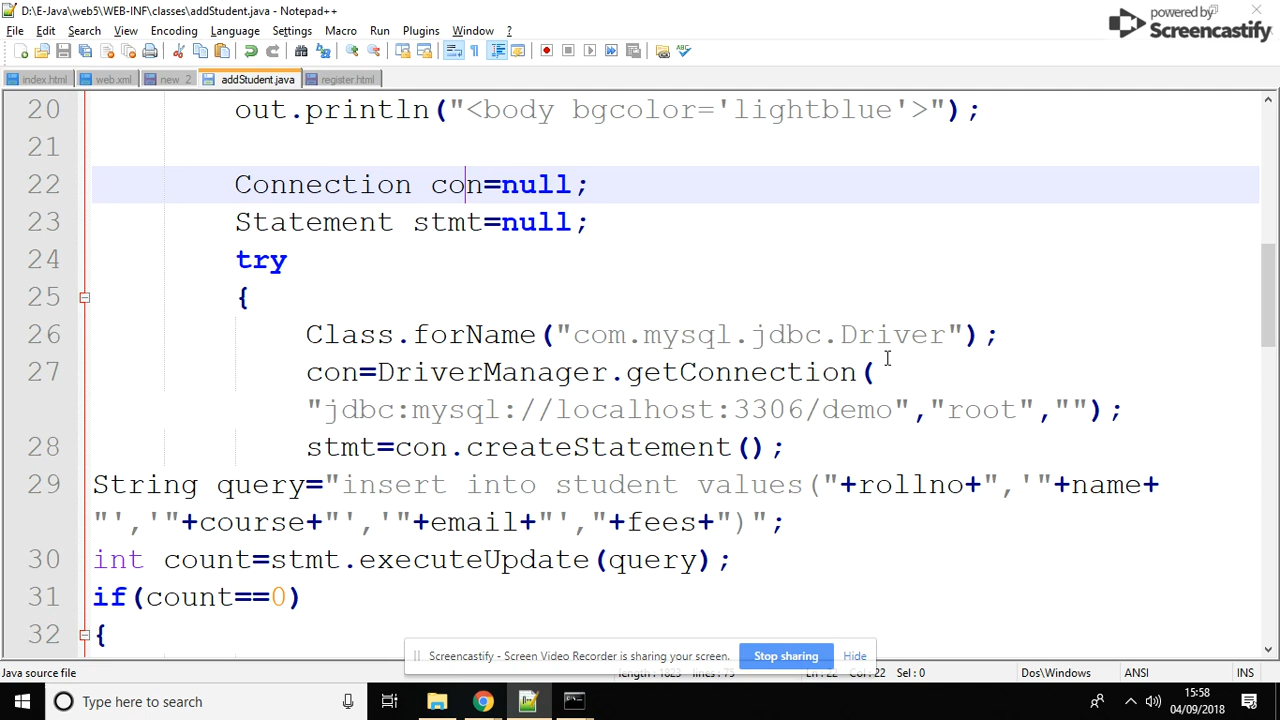 D:\E-Java\web5\WEB-INF\classes\addStudent.java - Notepad++
powered by
Screencastify
File Edit Search View Encoding Language Settings Macro Run Plugins Window ?
index.html web.xml new 2 addStudent.java register.html
20 out.println("<body bgcolor='lightblue'>");
21
22 Connection con=null;
23 Statement stmt=null;
24 try
25 {
26 Class.forName("com.mysql.jdbc.Driver");
27 con=DriverManager.getConnection(
"jdbc:mysql://localhost:3306/demo","root","");
28 stmt=con.createStatement();
29 String query="insert into student values("+rollno+",'"+name+
"','"+course+"','"+email+"',"+fees+")";
30 int count=stmt.executeUpdate(query);
31 if(count==0)
32 {
Screencastify - Screen Video Recorder is sharing your screen. Stop sharing Hide
Java source file Ln:22 Col:22 Sel:0 Dos\Windows ANSI INS
Type here to search 15:58
04/09/2018